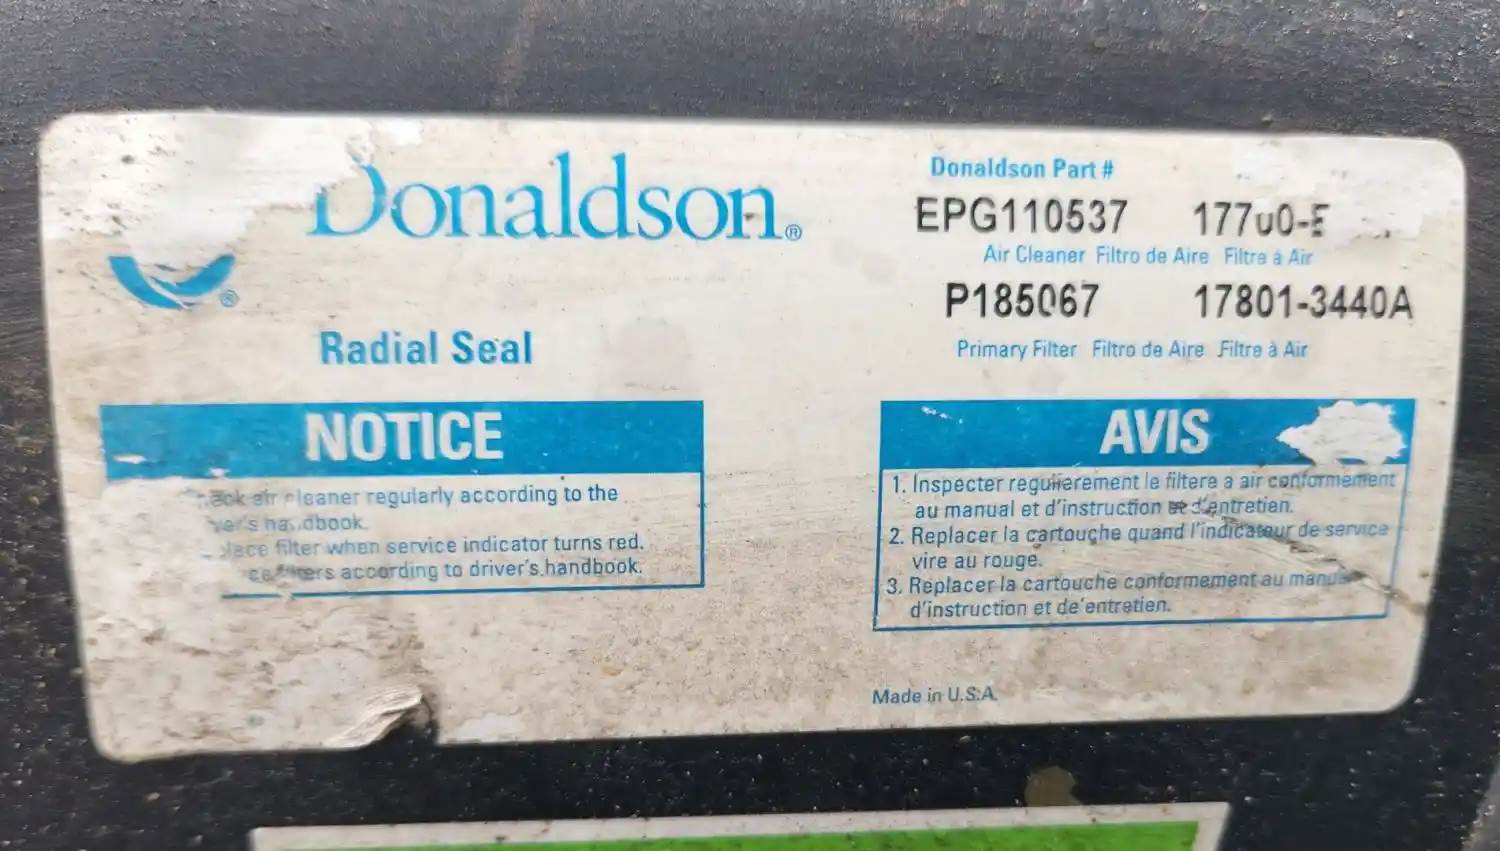 Donaldson®
®
Radial Seal
Donaldson Part #
EPG110537
Air Cleaner Filtro de Aire Filtre à Air
P185067 17801-3440A
Primary Filter Filtro de Aire Filtre à Air
NOTICE
air cleaner regularly according to the
handbook.
filter when service indicator turns red.
according to driver's handbook.
AVIS
1. Inspecter regulierement le filtere a air conformement
au manual et d'instruction et d'entretien.
2. Replacer la cartouche quand l'indicateur de service
vire au rouge.
3. Replacer la cartouche conformement au
d'instruction et de'entretien.
Made in U.S.A.